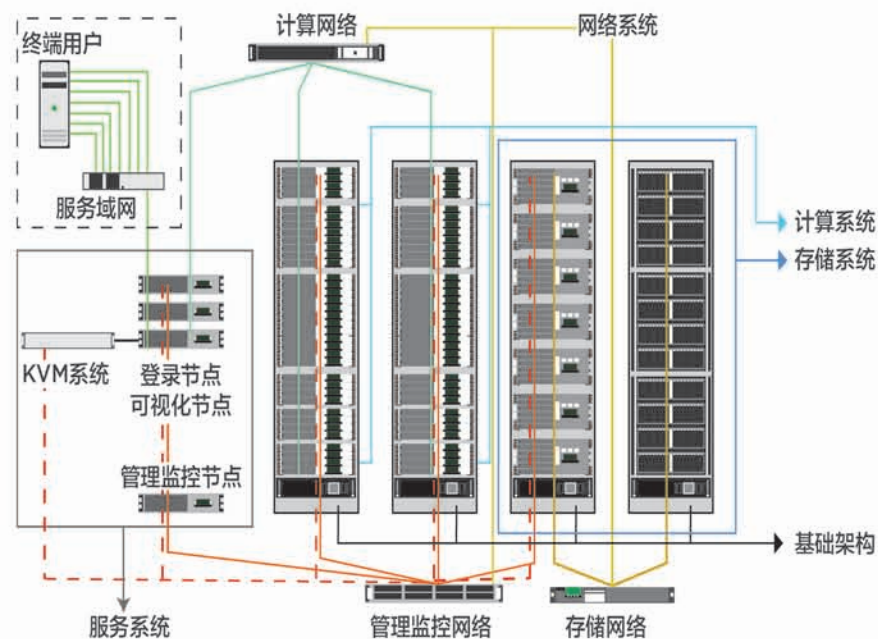 计算网络
网络系统
终端用户
服务域网
计算系统
存储系统
KVM系统
登录节点
可视化节点
管理监控节点
基础架构
服务系统
管理监控网络
存储网络